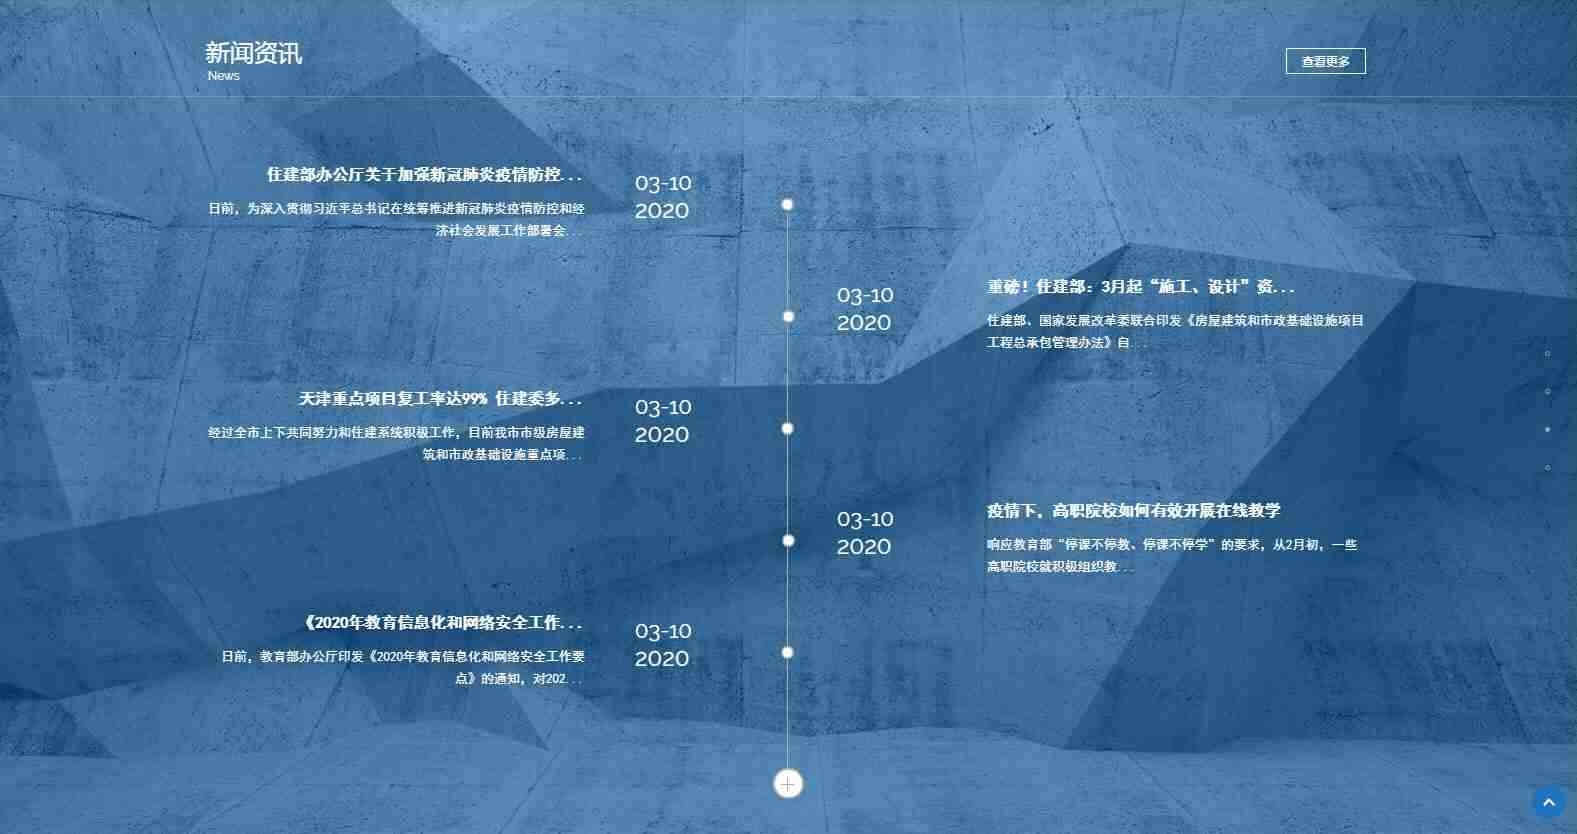 新闻资讯
News
查看更多
住建部办公厅关于加强新冠肺炎疫情防控...
日前，为深入贯彻习近平总书记在统筹推进新冠肺炎疫情防控和经
济社会发展工作部署会...
03-10
2020
03-10
2020
重磅！住建部：3月起“施工、设计”资...
住建部、国家发展改革委联合印发《房屋建筑和市政基础设施项目
工程总承包管理办法》自...
天津重点项目复工率达99% 住建委多...
经过全市上下共同努力和住建系统积极工作，目前我市市级房屋建
筑和市政基础设施重点项...
03-10
2020
03-10
2020
疫情下，高职院校如何有效开展在线教学
响应教育部“停课不停教、停课不停学”的要求，从2月初，一些
高职院校就积极组织教...
《2020年教育信息化和网络安全工作...
日前，教育部办公厅印发《2020年教育信息化和网络安全工作要
点》的通知，对202...
03-10
2020